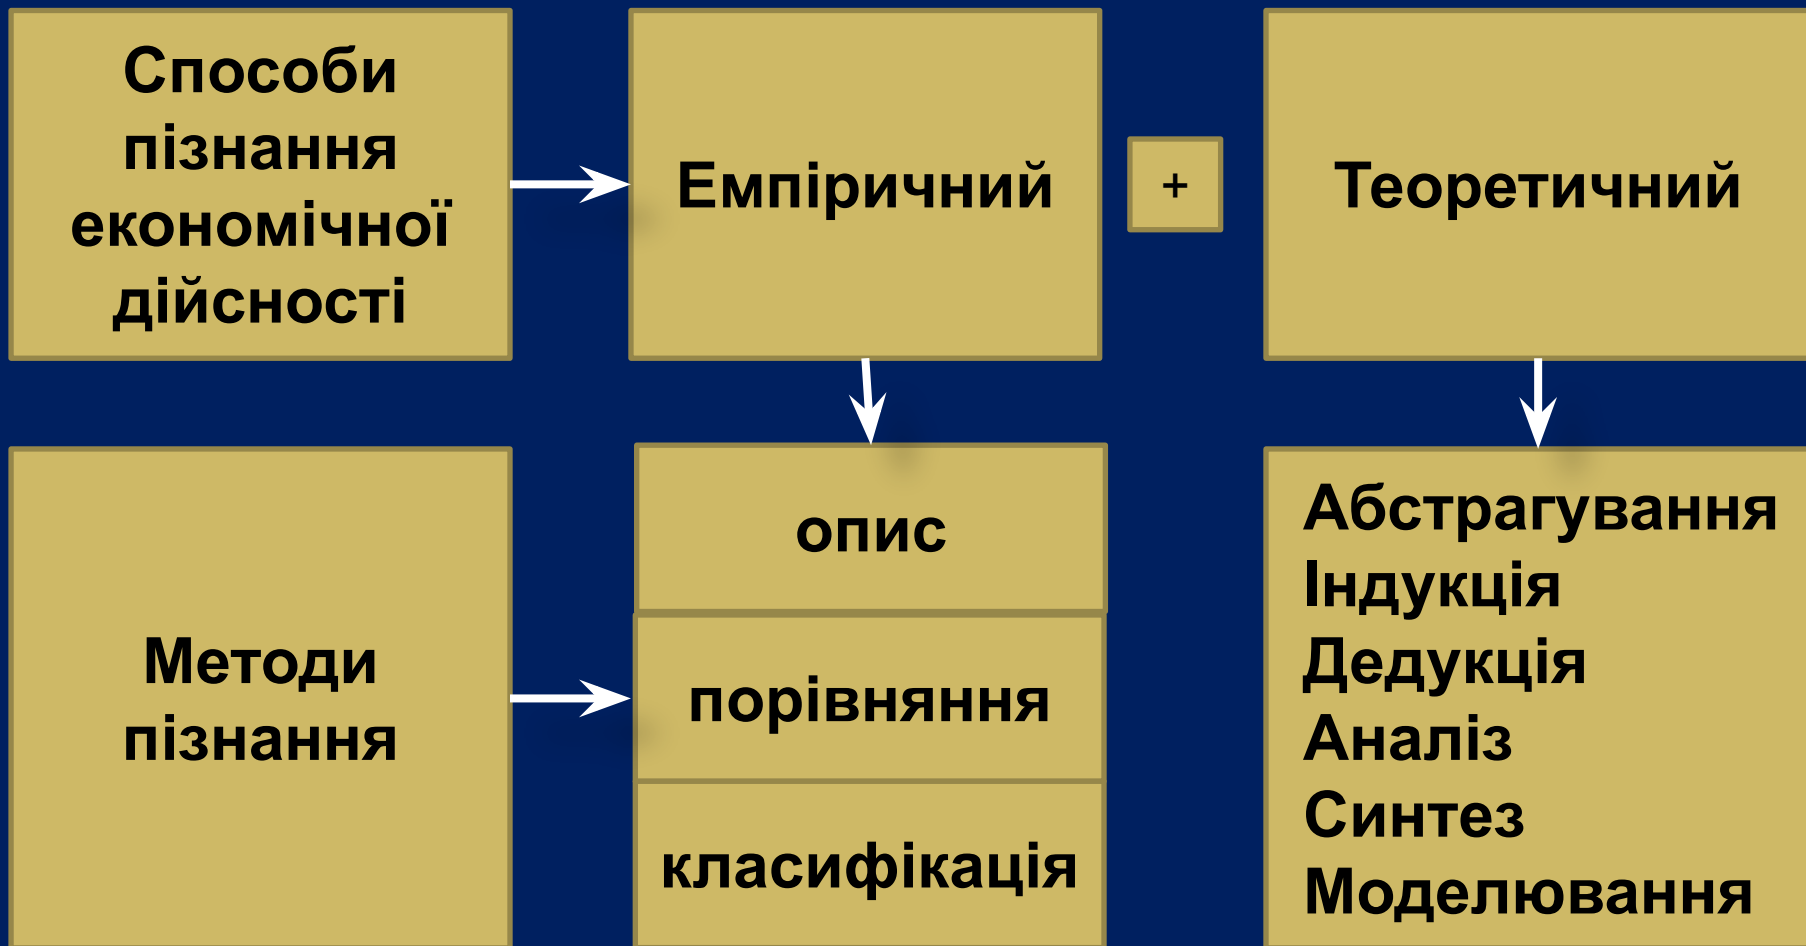 Способи
пізнання
економічної
дійсності
Емпіричний
+
Теоретичний
Методи
пізнання
опис
порівняння
класифікація
Абстрагування
Індукція
Дедукція
Аналіз
Синтез
Моделювання